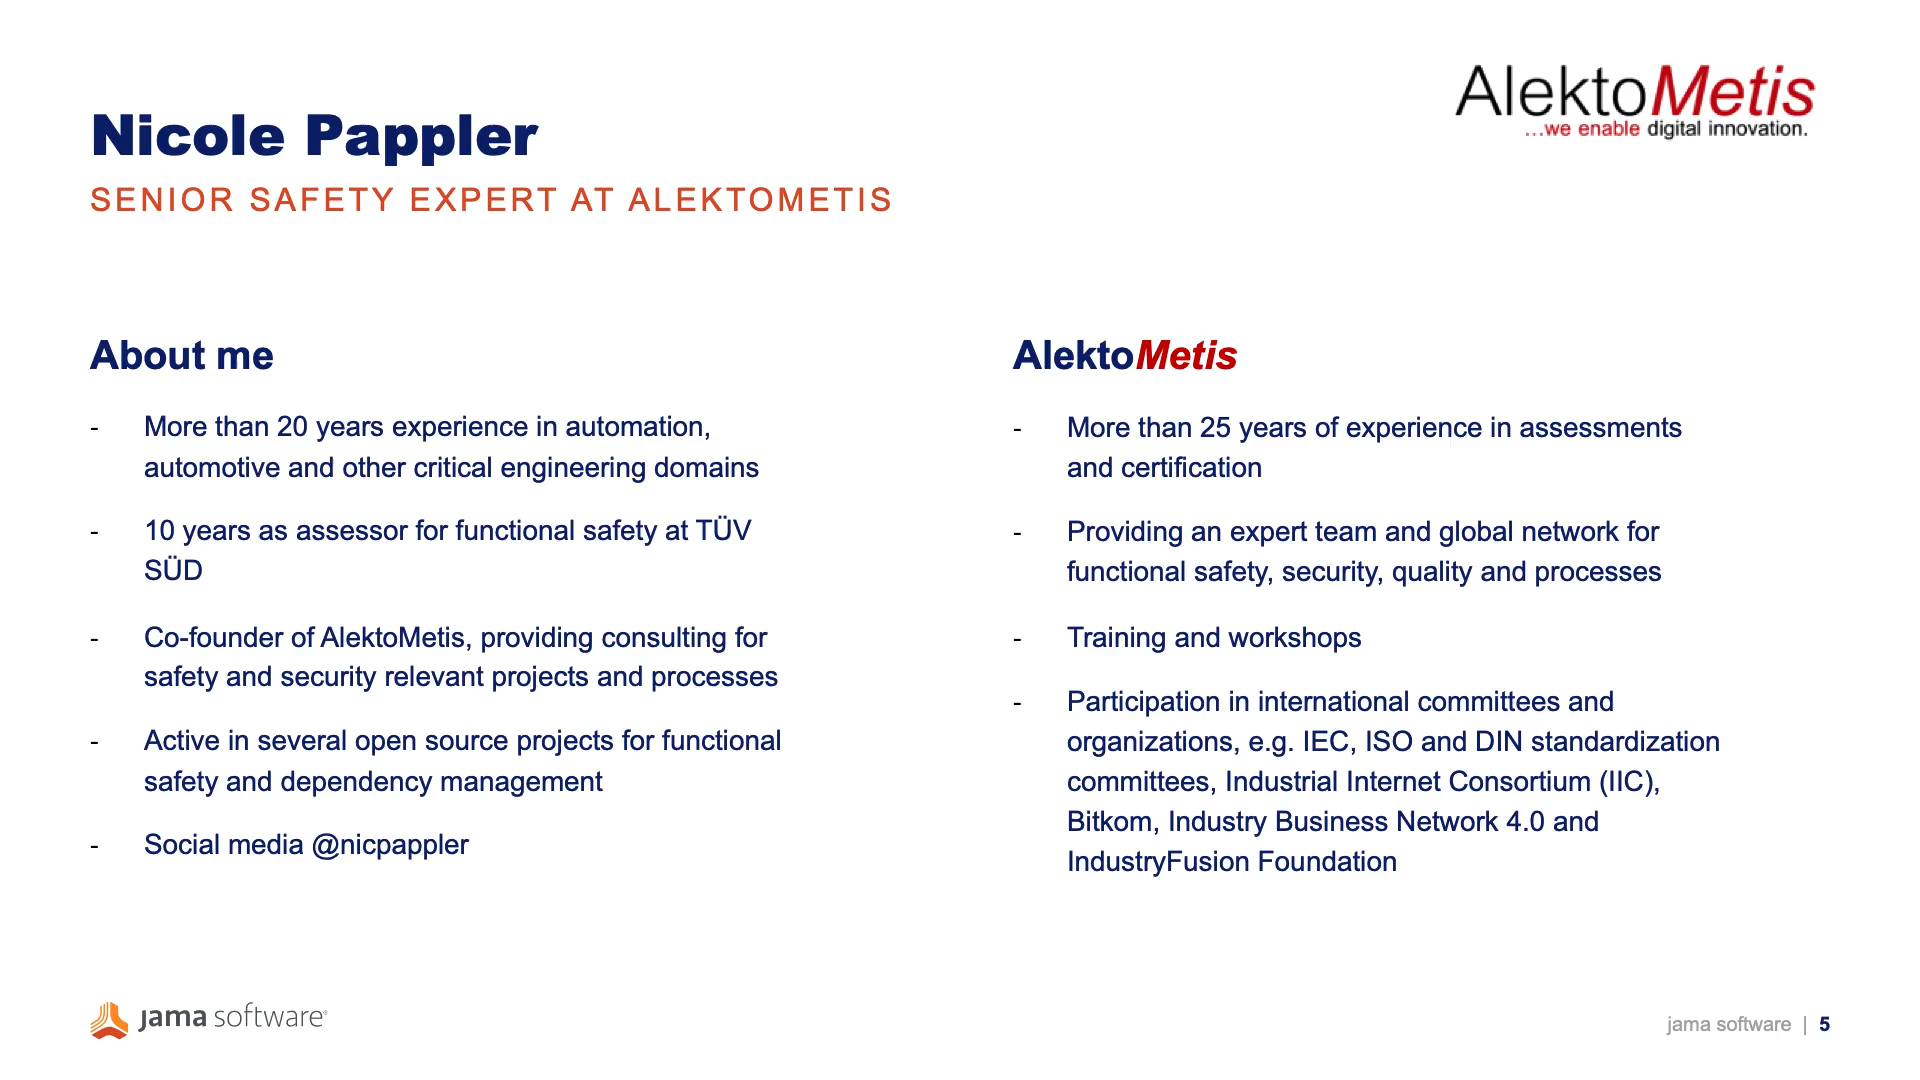 AlektoMetis
...we enable digital innovation.
Nicole Pappler
SENIOR SAFETY EXPERT AT ALEKTOMETIS
About me
- More than 20 years experience in automation,
automotive and other critical engineering domains
- 10 years as assessor for functional safety at TÜV
SÜD
- Co-founder of AlektoMetis, providing consulting for
safety and security relevant projects and processes
- Active in several open source projects for functional
safety and dependency management
- Social media @nicpappler
AlektoMetis
- More than 25 years of experience in assessments
and certification
- Providing an expert team and global network for
functional safety, security, quality and processes
- Training and workshops
- Participation in international committees and
organizations, e.g. IEC, ISO and DIN standardization
committees, Industrial Internet Consortium (IIC),
Bitkom, Industry Business Network 4.0 and
IndustryFusion Foundation
jama software®
jama software | 5